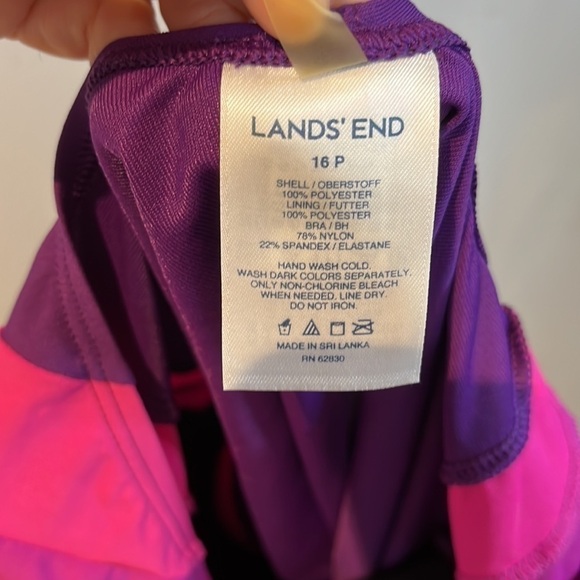 LANDS' END
16 P
SHELL / OBERSTOFF
100% POLYESTER
LINING / FUTTER
100% POLYESTER
BRA / BH
78% NYLON
22% SPANDEX / ELASTANE
HAND WASH COLD.
WASH DARK COLORS SEPARATELY.
ONLY NON-CHLORINE BLEACH
WHEN NEEDED. LINE DRY.
DO NOT IRON.
MADE IN SRI LANKA
RN 62830